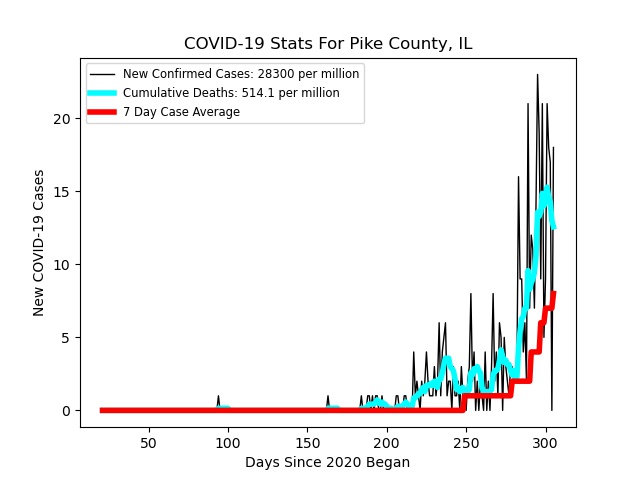 COVID-19 Stats For Pike County, IL
New Confirmed Cases: 28300 per million
Cumulative Deaths: 514.1 per million
7 Day Case Average
New COVID-19 Cases
20
15
10
5
0
50 100 150 200 250 300
Days Since 2020 Began